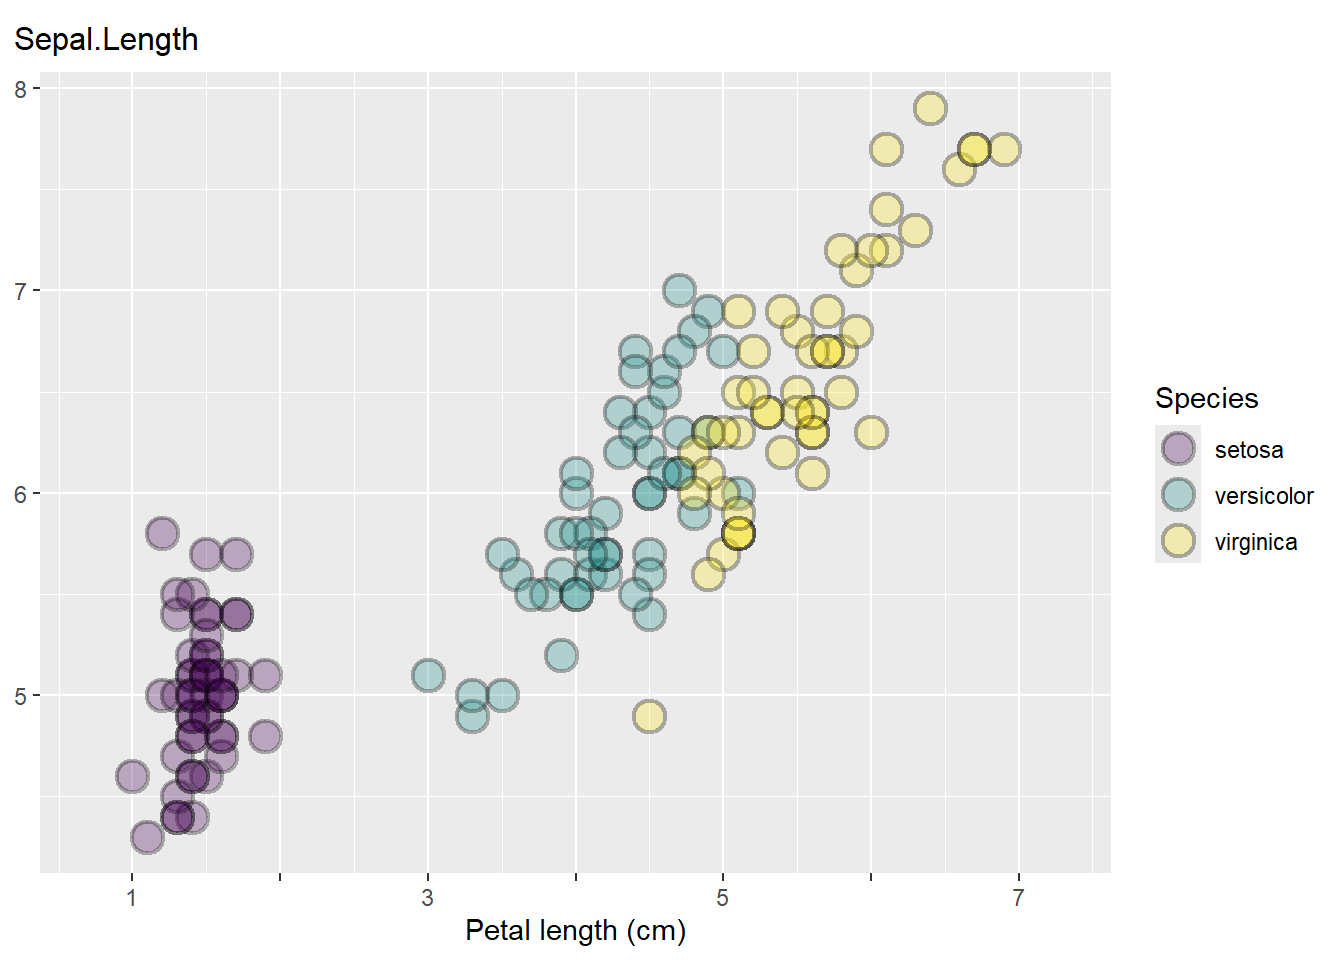 Sepal.Length
8
7
6
5
1 3 5 7
Petal length (cm)
Species
setosa
versicolor
virginica